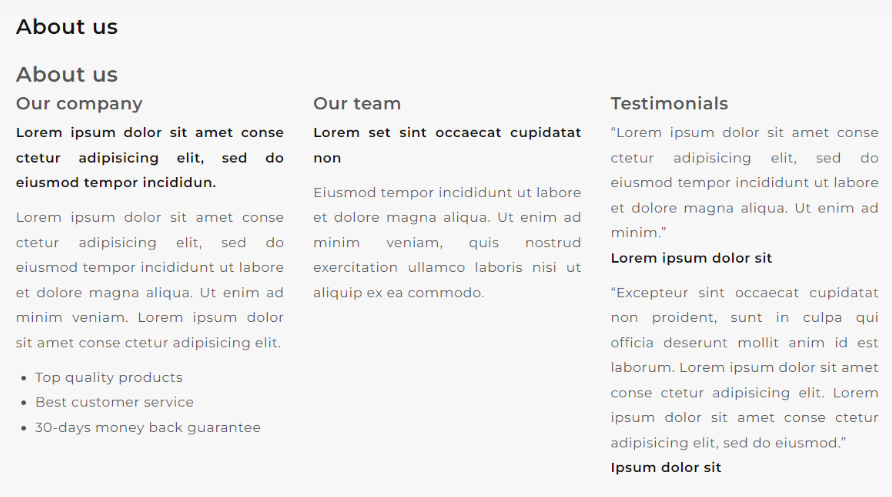 About us
About us
Our company
Lorem ipsum dolor sit amet conse
ctetur adipisicing elit, sed do
eiusmod tempor incididun.
Lorem ipsum dolor sit amet conse
ctetur adipisicing elit, sed do
eiusmod tempor incididunt ut labore
et dolore magna aliqua. Ut enim ad
minim veniam. Lorem ipsum dolor
sit amet conse ctetur adipisicing elit.
• Top quality products
• Best customer service
• 30-days money back guarantee
Our team
Lorem set sint occaecat cupidatat
non
Eiusmod tempor incididunt ut labore
et dolore magna aliqua. Ut enim ad
minim veniam, quis nostrud
exercitation ullamco laboris nisi ut
aliquip ex ea commodo.
Testimonials
“Lorem ipsum dolor sit amet conse
ctetur adipisicing elit, sed do
eiusmod tempor incididunt ut labore
et dolore magna aliqua. Ut enim ad
minim.”
Lorem ipsum dolor sit
“Excepteur sint occaecat cupidatat
non proident, sunt in culpa qui
officia deserunt mollit anim id est
laborum. Lorem ipsum dolor sit amet
conse ctetur adipisicing elit. Lorem
ipsum dolor sit amet conse ctetur
adipisicing elit, sed do eiusmod.”
Ipsum dolor sit